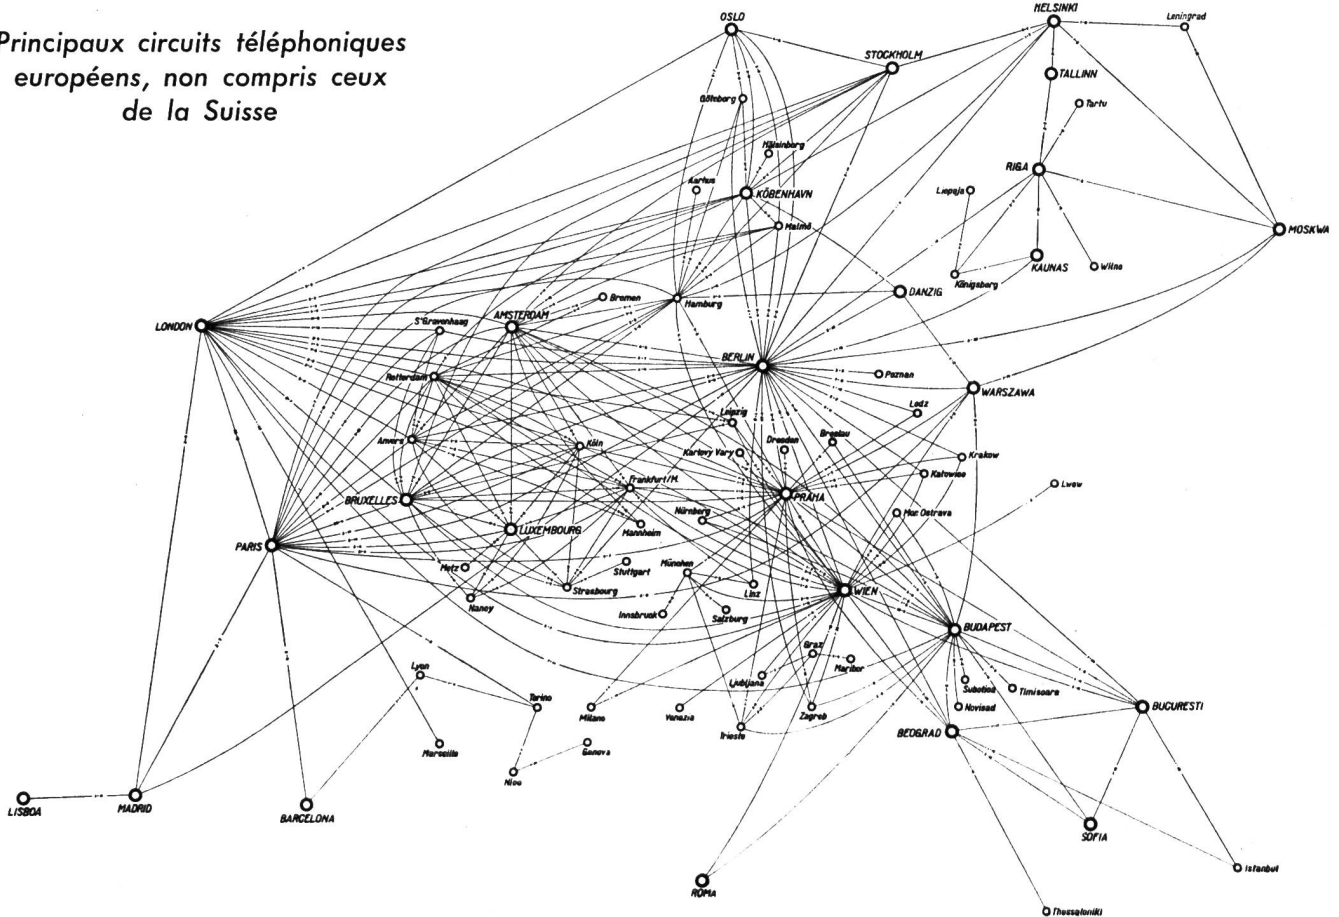 Principaux circuits téléphoniques
européens, non compris ceux
de la Suisse
OSLO
HELSINKI
Leningrad
STOCKHOLM
TALLINN
Göteborg
Tartu
Hälsinborg
RIGA
Aarhus
KÖBENHAVN
Liepaja
Malmö
MOSKWA
KAUNAS
Wilno
Königsberg
DANZIG
Bremen
Hamburg
S'Gravenhaag
AMSTERDAM
LONDON
BERLIN
Rotterdam
Poznan
WARSZAWA
Lodz
Leipzig
Anvers
Köln
Dresden
Breslau
Karlovy Vary
Krakow
Katowice
Frankfurt/M.
Lwow
BRUXELLES
PRAHA
Nürnberg
Mor. Ostrava
LUXEMBOURG
Mannheim
PARIS
Metz
Stuttgart
München
Strasbourg
Linz
WIEN
Nancy
Innsbruck
Salzburg
BUDAPEST
Graz
Maribor
Lyon
Ljubljana
Subotica
Timisoara
Torino
Milano
Venezia
Zagreb
Novisad
BUCURESTI
Trieste
BEOGRAD
Marseille
Genova
Nice
LISBOA
MADRID
BARCELONA
SOFIA
Istanbul
ROMA
Thessaloniki